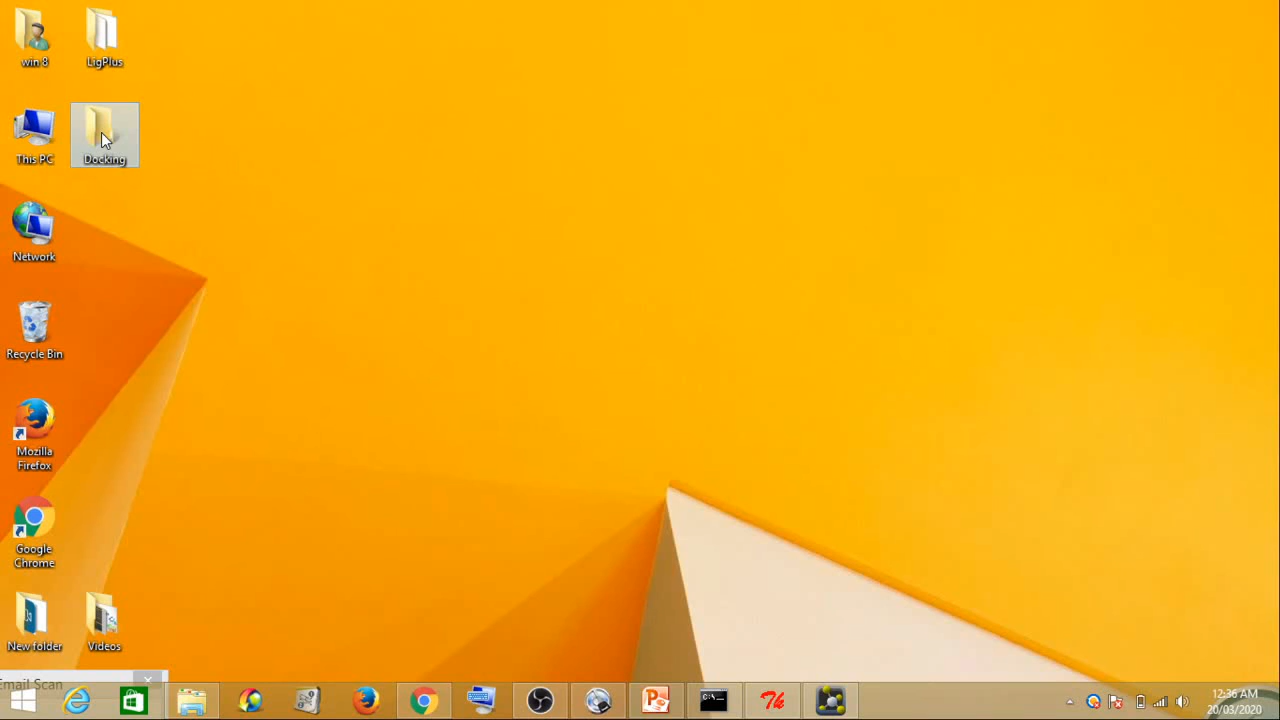 win 8
LigPlus
This PC
Docking
Network
Recycle Bin
Mozilla
Firefox
Google
Chrome
New folder
Videos
Email Scan
C:\_
12:36 AM
20/03/2020